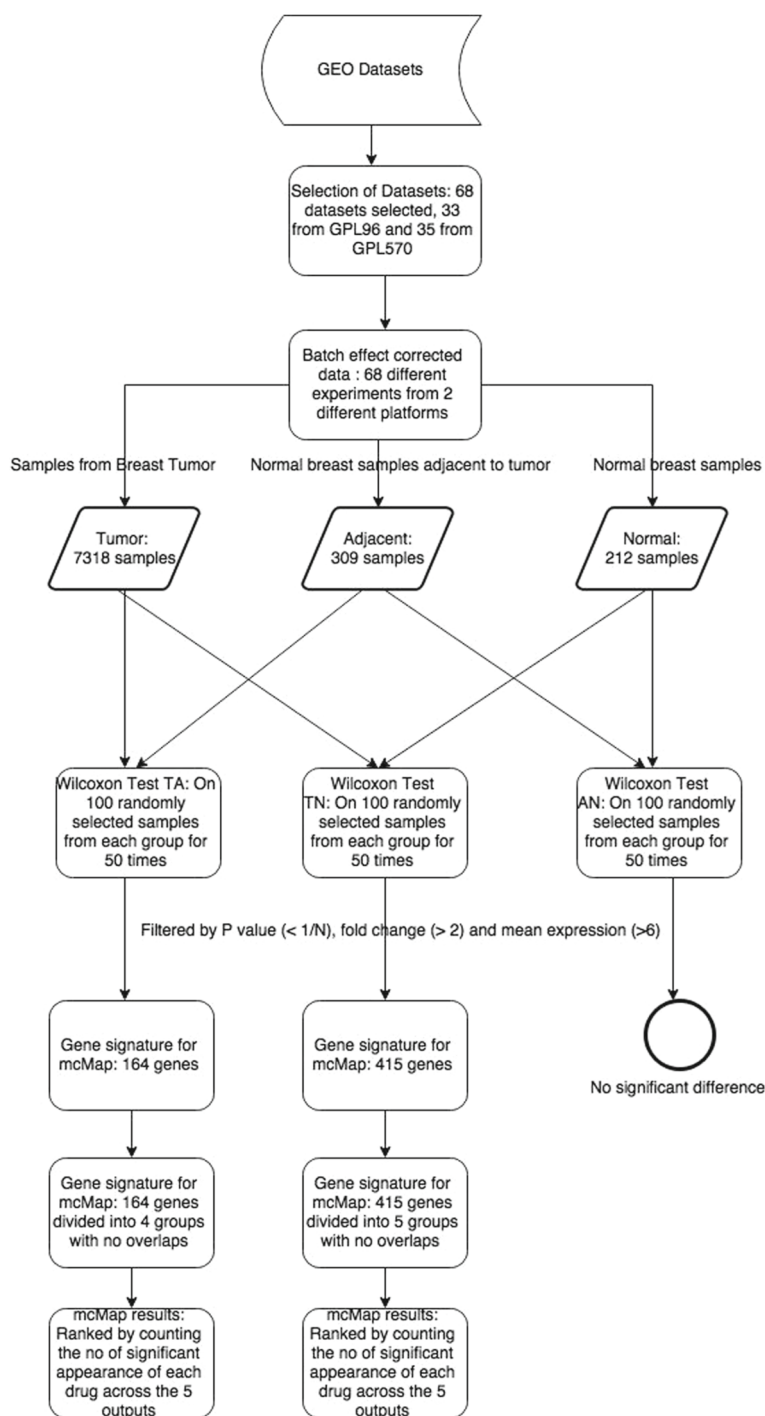 GEO Datasets
Selection of Datasets: 68
datasets selected, 33
from GPL96 and 35 from
GPL570
Batch effect corrected
data : 68 different
experiments from 2
different platforms
Samples from Breast Tumor
Normal breast samples adjacent to tumor
Normal breast samples
Tumor:
7318 samples
Adjacent:
309 samples
Normal:
212 samples
Wilcoxon Test TA: On
100 randomly
selected samples
from each group for
50 times
Wilcoxon Test
TN: On 100 randomly
selected samples
from each group for
50 times
Wilcoxon Test
AN: On 100 randomly
selected samples
from each group for
50 times
Filtered by P value (< 1/N), fold change (> 2) and mean expression (>6)
Gene signature for
mcMap: 164 genes
Gene signature for
mcMap: 415 genes
No significant difference
Gene signature for
mcMap: 164 genes
divided into 4 groups
with no overlaps
Gene signature for
mcMap: 415 genes
divided into 5 groups
with no overlaps
mcMap results:
Ranked by counting
the no of significant
appearance of each
drug across the 5
outputs
mcMap results:
Ranked by counting
the no of significant
appearance of each
drug across the 5
outputs